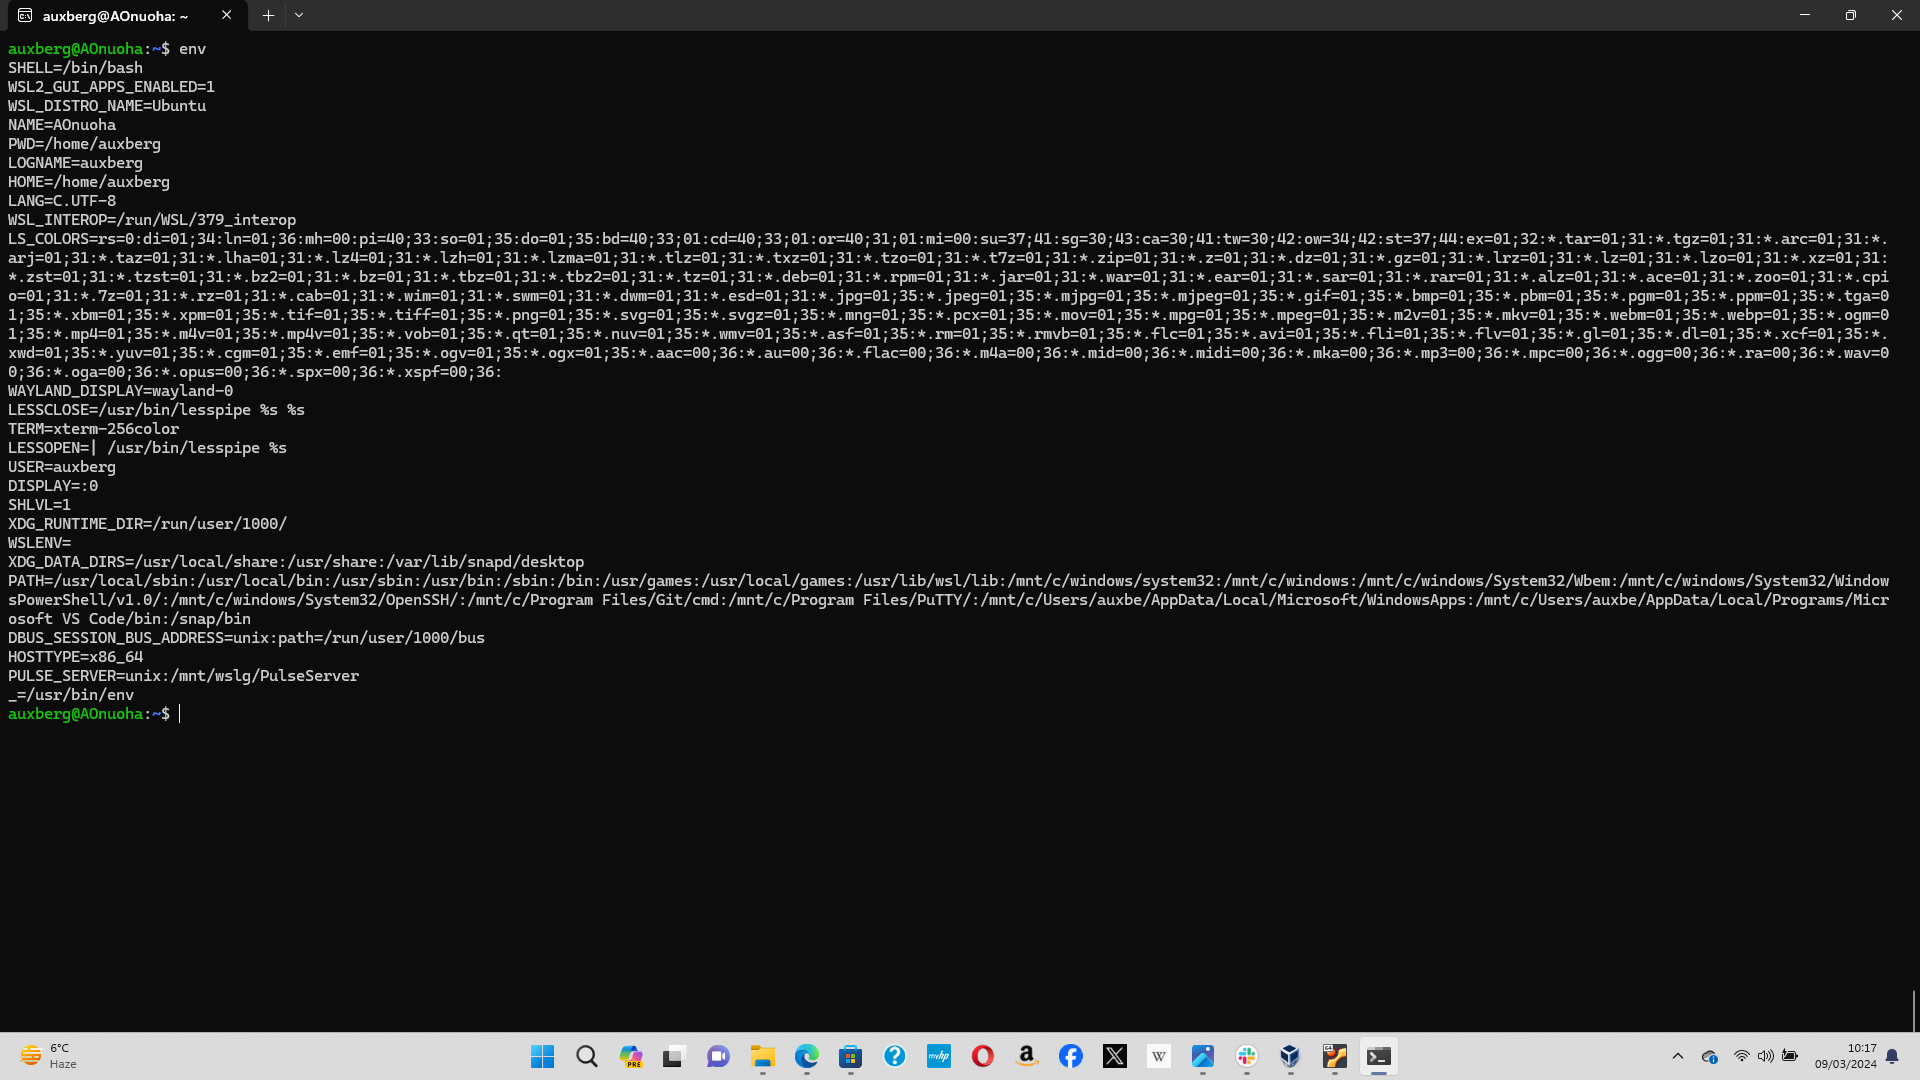 auxberg@AOnuoha: ~
auxberg@AOnuoha:~$ env
SHELL=/bin/bash
WSL2_GUI_APPS_ENABLED=1
WSL_DISTRO_NAME=Ubuntu
NAME=AOnuoha
PWD=/home/auxberg
LOGNAME=auxberg
HOME=/home/auxberg
LANG=C.UTF-8
WSL_INTEROP=/run/WSL/379_interop
LS_COLORS=rs=0:di=01;34:ln=01;36:mh=00:pi=40;33:so=01;35:do=01;35:bd=40;33;01:cd=40;33;01:or=40;31;01:mi=00:su=37;41:sg=30;43:ca=30;41:tw=30;42:ow=34;42:st=37;44:ex=01;32:*.tar=01;31:*.tgz=01;31:*.arc=01;31:*.
arj=01;31:*.taz=01;31:*.lha=01;31:*.lz4=01;31:*.lzh=01;31:*.lzma=01;31:*.tlz=01;31:*.txz=01;31:*.tzo=01;31:*.t7z=01;31:*.zip=01;31:*.z=01;31:*.dz=01;31:*.gz=01;31:*.lrz=01;31:*.lz=01;31:*.lzo=01;31:*.xz=01;31:
*.zst=01;31:*.tzst=01;31:*.bz2=01;31:*.bz=01;31:*.tbz=01;31:*.tbz2=01;31:*.tz=01;31:*.deb=01;31:*.rpm=01;31:*.jar=01;31:*.war=01;31:*.ear=01;31:*.sar=01;31:*.rar=01;31:*.alz=01;31:*.ace=01;31:*.zoo=01;31:*.cpi
o=01;31:*.7z=01;31:*.rz=01;31:*.cab=01;31:*.wim=01;31:*.swm=01;31:*.dwm=01;31:*.esd=01;31:*.jpg=01;35:*.jpeg=01;35:*.mjpg=01;35:*.mjpeg=01;35:*.gif=01;35:*.bmp=01;35:*.pbm=01;35:*.pgm=01;35:*.ppm=01;35:*.tga=0
1;35:*.xbm=01;35:*.xpm=01;35:*.tif=01;35:*.tiff=01;35:*.png=01;35:*.svg=01;35:*.svgz=01;35:*.mng=01;35:*.pcx=01;35:*.mov=01;35:*.mpg=01;35:*.mpeg=01;35:*.m2v=01;35:*.mkv=01;35:*.webm=01;35:*.webp=01;35:*.ogm=0
1;35:*.mp4=01;35:*.m4v=01;35:*.mp4v=01;35:*.vob=01;35:*.qt=01;35:*.nuv=01;35:*.wmv=01;35:*.asf=01;35:*.rm=01;35:*.rmvb=01;35:*.flc=01;35:*.avi=01;35:*.fli=01;35:*.flv=01;35:*.gl=01;35:*.dl=01;35:*.xcf=01;35:*.
xwd=01;35:*.yuv=01;35:*.cgm=01;35:*.emf=01;35:*.ogv=01;35:*.ogx=01;35:*.aac=00;36:*.au=00;36:*.flac=00;36:*.m4a=00;36:*.mid=00;36:*.midi=00;36:*.mka=00;36:*.mp3=00;36:*.mpc=00;36:*.ogg=00;36:*.ra=00;36:*.wav=0
0;36:*.oga=00;36:*.opus=00;36:*.spx=00;36:*.xspf=00;36:
WAYLAND_DISPLAY=wayland-0
LESSCLOSE=/usr/bin/lesspipe %s %s
TERM=xterm-256color
LESSOPEN=| /usr/bin/lesspipe %s
USER=auxberg
DISPLAY=:0
SHLVL=1
XDG_RUNTIME_DIR=/run/user/1000/
WSLENV=
XDG_DATA_DIRS=/usr/local/share:/usr/share:/var/lib/snapd/desktop
PATH=/usr/local/sbin:/usr/local/bin:/usr/sbin:/usr/bin:/sbin:/bin:/usr/games:/usr/local/games:/usr/lib/wsl/lib:/mnt/c/windows/system32:/mnt/c/windows:/mnt/c/windows/System32/Wbem:/mnt/c/windows/System32/Window
sPowerShell/v1.0/:/mnt/c/windows/System32/OpenSSH/:/mnt/c/Program Files/Git/cmd:/mnt/c/Program Files/PuTTY/:/mnt/c/Users/auxbe/AppData/Local/Microsoft/WindowsApps:/mnt/c/Users/auxbe/AppData/Local/Programs/Micr
osoft VS Code/bin:/snap/bin
DBUS_SESSION_BUS_ADDRESS=unix:path=/run/user/1000/bus
HOSTTYPE=x86_64
PULSE_SERVER=unix:/mnt/wslg/PulseServer
_=/usr/bin/env
auxberg@AOnuoha:~$
6°C
Haze
PRE
myhp
a
X
W
64
10:17
09/03/2024